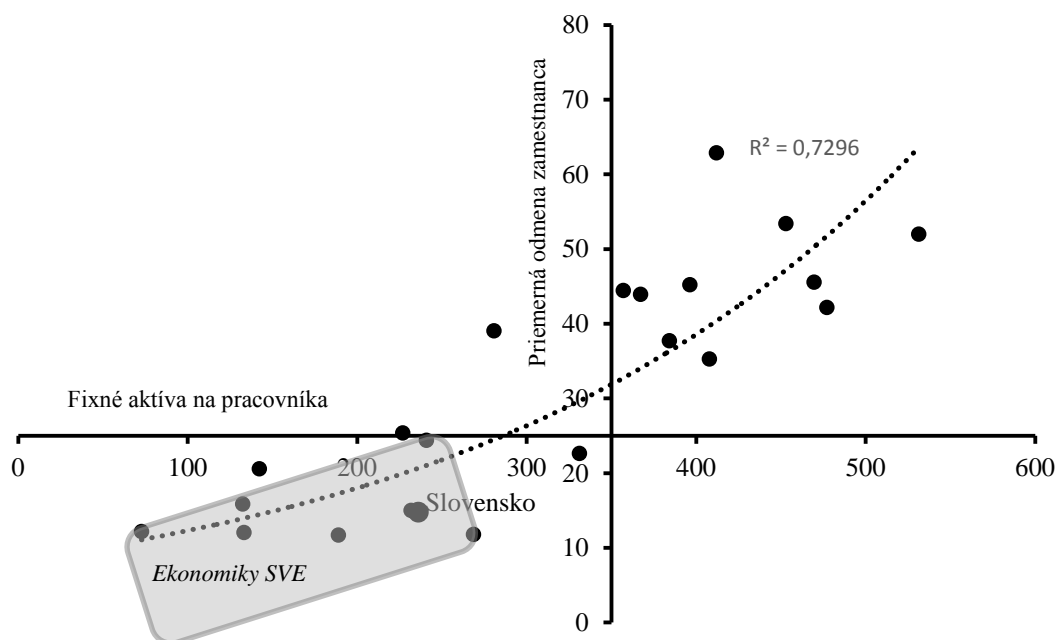 80
70
60
50
40
30
20
10
0
Priemerná odmena zamestnanca
R² = 0,7296
Fixné aktíva na pracovníka
0 100 200 300 400 500 600
Slovensko
Ekonomiky SVE